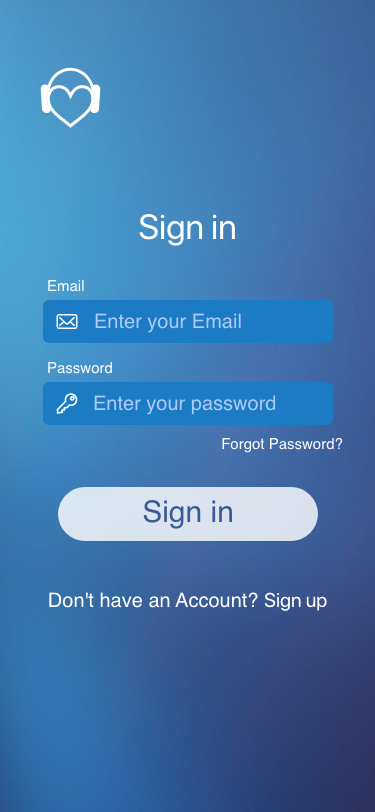 Sign in
Email
Enter your Email
Password
Enter your password
Forgot Password?
Sign in
Don't have an Account? Sign up